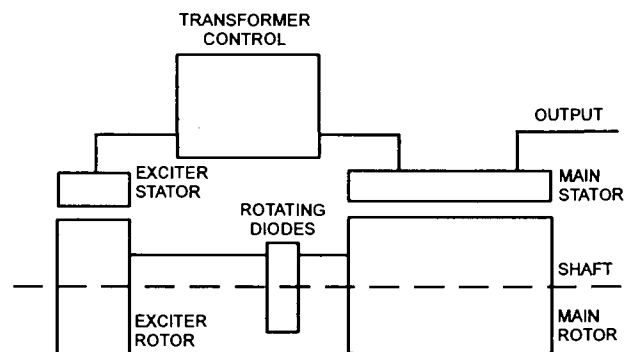 TRANSFORMER
CONTROL
OUTPUT
EXCITER
STATOR
MAIN
STATOR
ROTATING
DIODES
SHAFT
EXCITER
ROTOR
MAIN
ROTOR